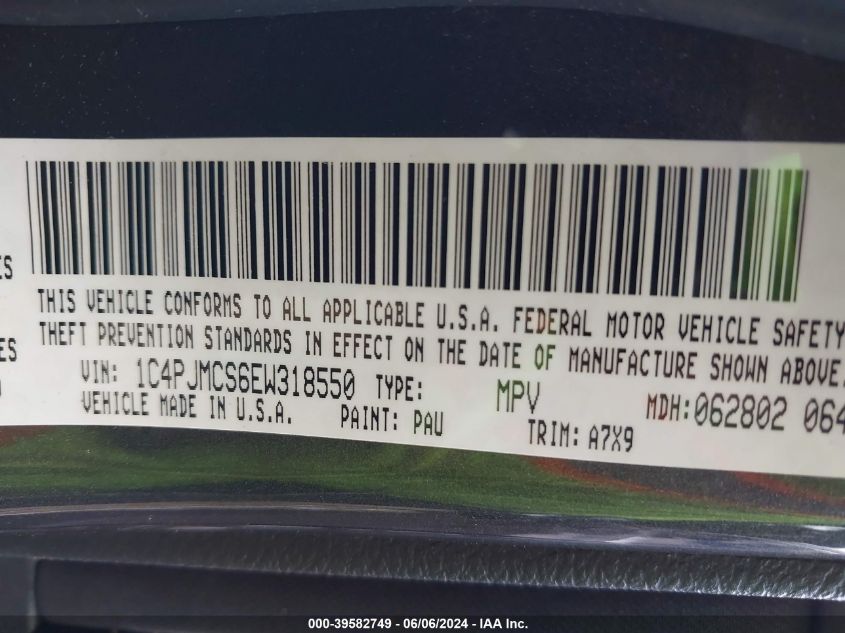 ES
THIS VEHICLE CONFORMS TO ALL APPLICABLE U.S.A. FEDERAL MOTOR VEHICLE SAFETY
THEFT PREVENTION STANDARDS IN EFFECT ON THE DATE OF MANUFACTURE SHOWN ABOVE.
ES
VIN: 1C4PJMCS6EW318550 TYPE: MPV MDH:062802 064
VEHICLE MADE IN U.S.A. PAINT: PAU TRIM: A7X9
000-39582749 - 06/06/2024 - IAA Inc.